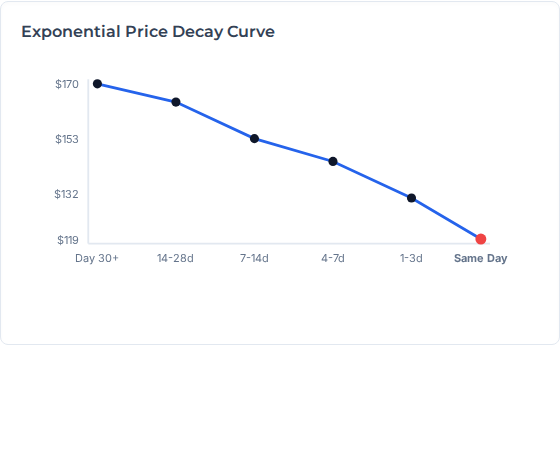 Exponential Price Decay Curve
$170
$153
$132
$119
Day 30+ 14-28d 7-14d 4-7d 1-3d Same Day